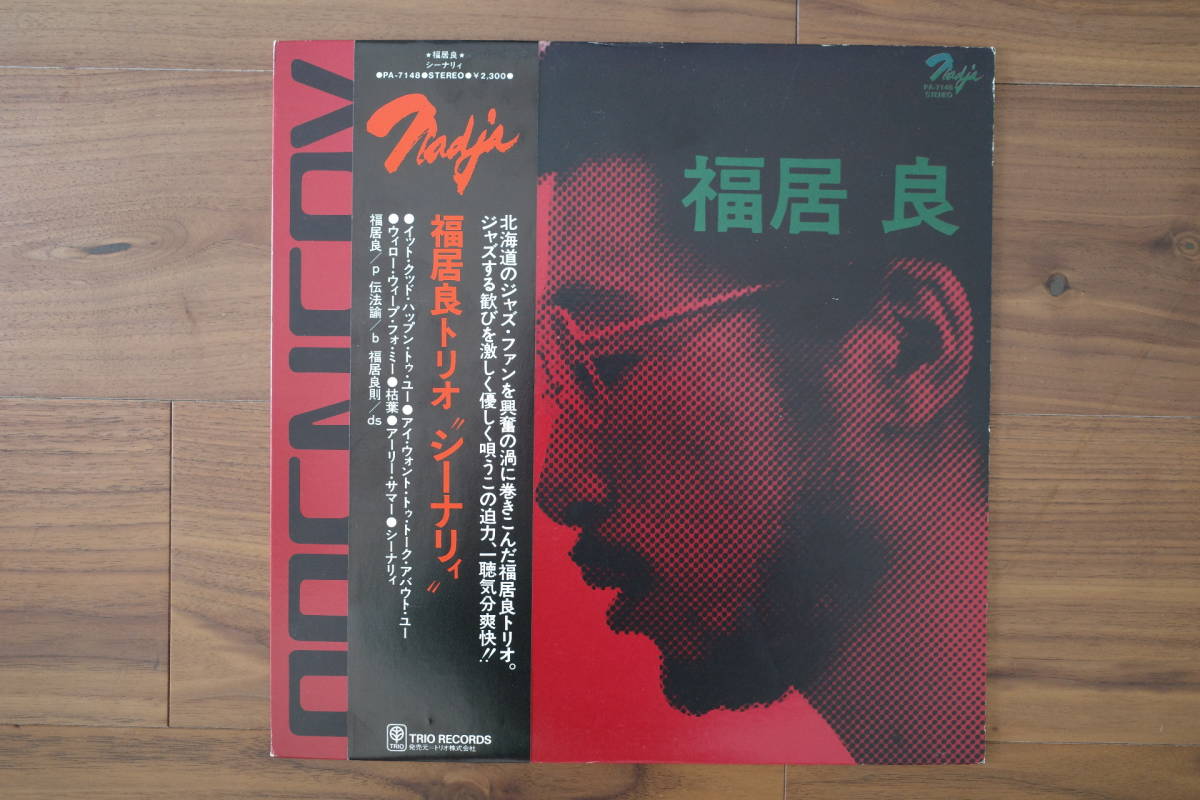 ★福居良★
シーナリィ
●PA-7148●STEREO●￥2,300●
Nadja
北海道のジャズ・ファンを興奮の渦に巻きこんだ福居良トリオ。
ジャズする歓びを激しく優しく唄うこの迫力、一聴気分爽快!!
福居良トリオ〝シーナリィ〟
●イット・クッド・ハップン・トゥ・ユー●アイ・ウォント・トゥ・トーク・アバウト・ユー
●ウィロー・ウィープ・フォ・ミー●枯葉●アーリー・サマー●シーナリィ
福居良／p 伝法諭／b 福居良則／ds
TRIO
TRIO RECORDS
発売元＝トリオ株式会社
Nadja
PA-7148
STEREO
福居 良